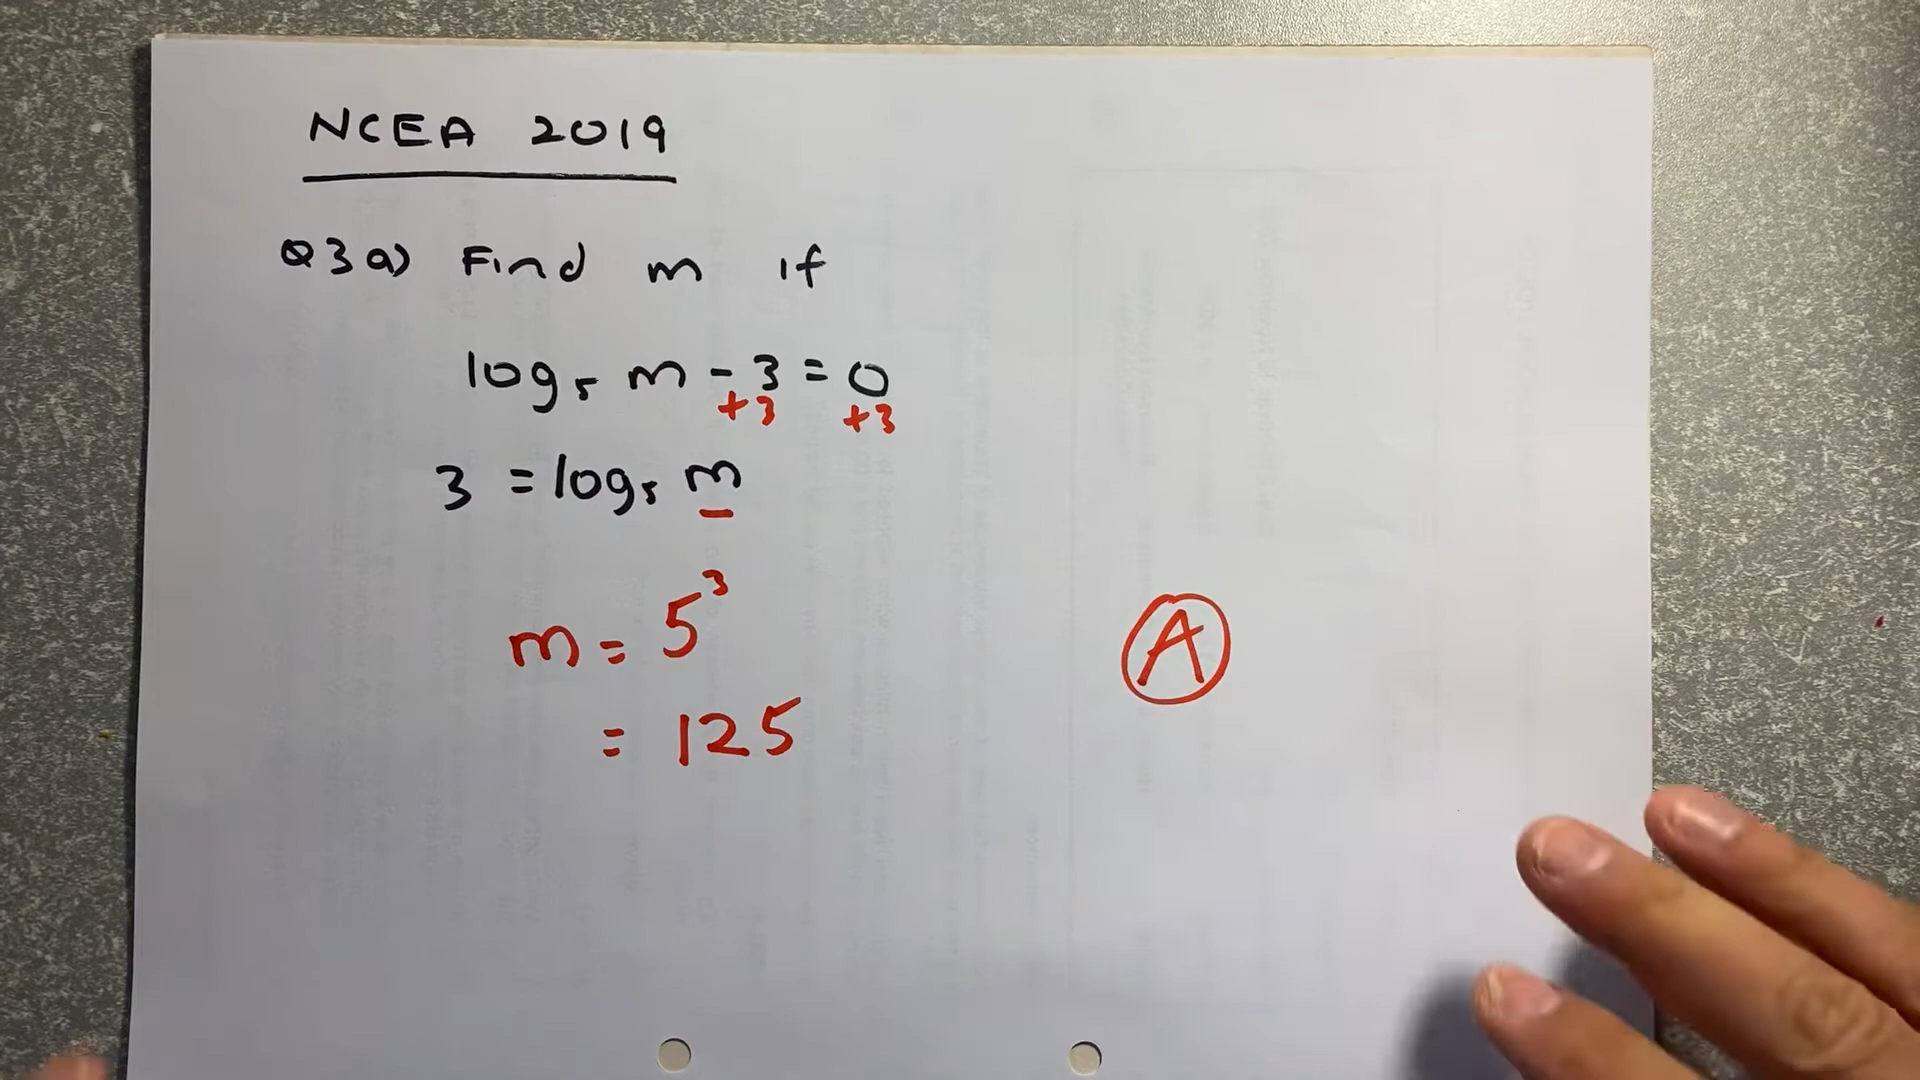 NCEA 2019
Q3a) Find m if
log₅ m - 3 = 0
+3 +3
3 = log₅ m
m = 5³
= 125
A